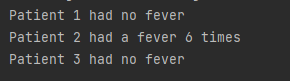 Patient 1 had no fever
Patient 2 had a fever 6 times
Patient 3 had no fever